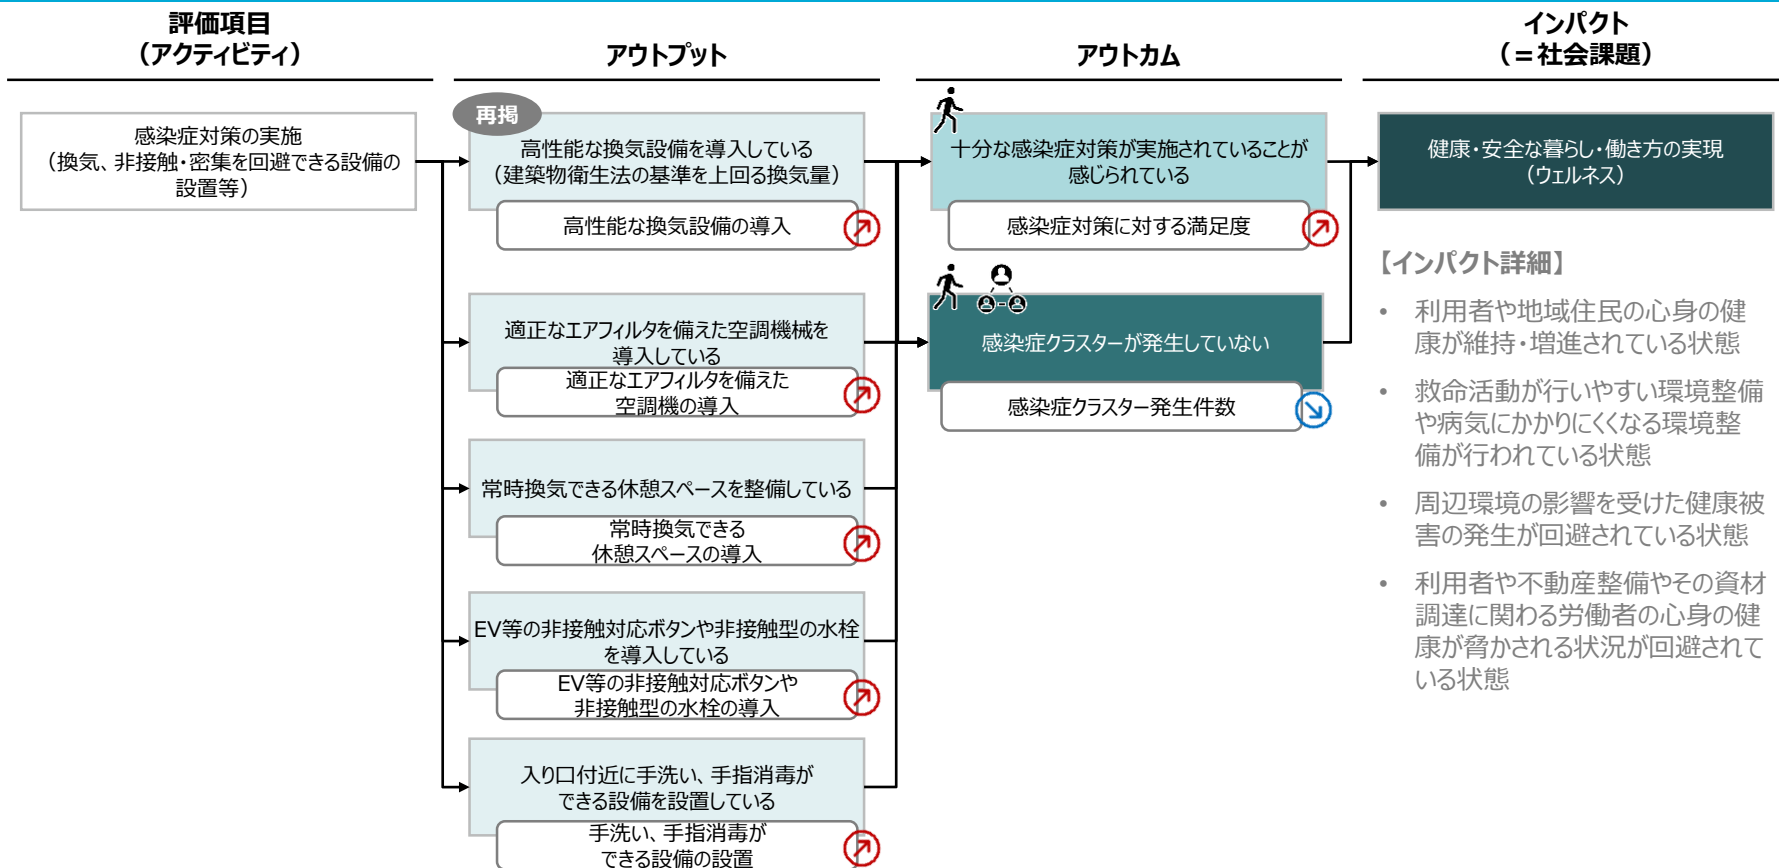 評価項目
（アクティビティ）
アウトプット
アウトカム
インパクト
（＝社会課題）
感染症対策の実施
（換気、非接触・密集を回避できる設備の
設置等）
再掲
高性能な換気設備を導入している
（建築物衛生法の基準を上回る換気量）
高性能な換気設備の導入
適正なエアフィルタを備えた空調機械を
導入している
適正なエアフィルタを備えた
空調機の導入
常時換気できる休憩スペースを整備している
常時換気できる
休憩スペースの導入
EV等の非接触対応ボタンや非接触型の水栓
を導入している
EV等の非接触対応ボタンや
非接触型の水栓の導入
入り口付近に手洗い、手指消毒が
できる設備を設置している
手洗い、手指消毒が
できる設備の設置
十分な感染症対策が実施されていることが
感じられている
感染症対策に対する満足度
感染症クラスターが発生していない
感染症クラスター発生件数
健康・安全な暮らし・働き方の実現
（ウェルネス）
【インパクト詳細】
• 利用者や地域住民の心身の健
康が維持・増進されている状態
• 救命活動が行いやすい環境整備
や病気にかかりにくくなる環境整
備が行われている状態
• 周辺環境の影響を受けた健康被
害の発生が回避されている状態
• 利用者や不動産整備やその資材
調達に関わる労働者の心身の健
康が脅かされる状況が回避されて
いる状態